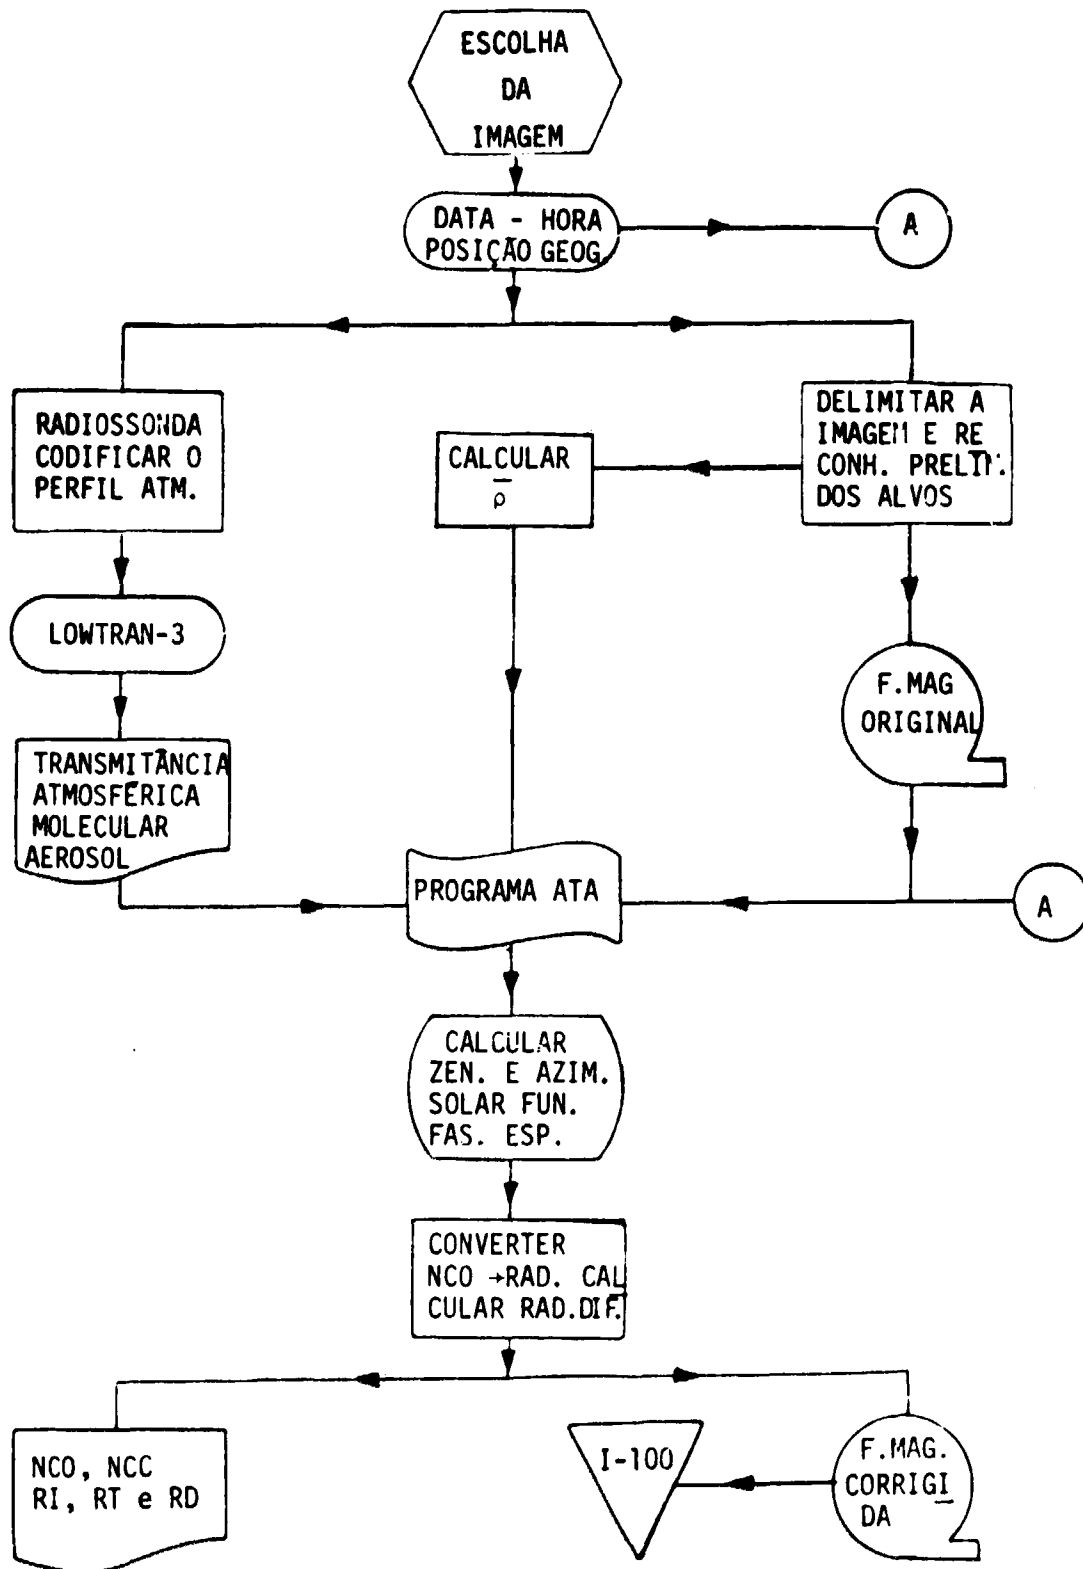 ESCOLHA
DA
IMAGEM
DATA - HORA
POSIÇÃO GEOG.
A
RADIOSSONDA
CODIFICAR O
PERFIL ATM.
CALCULAR
ρ̅
DELIMITAR A
IMAGEM E RE
CONH. PRELIM.
DOS ALVOS
LOWTRAN-3
F.MAG
ORIGINAL
TRANSMITÂNCIA
ATMOSFÉRICA
MOLECULAR
AEROSOL
PROGRAMA ATA
A
CALCULAR
ZEN. E AZIM.
SOLAR FUN.
FAS. ESP.
CONVERTER
NCO →RAD. CAL
CULAR RAD.DIF.
NCO, NCC
RI, RT e RD
I-100
F.MAG.
CORRIGI
DA